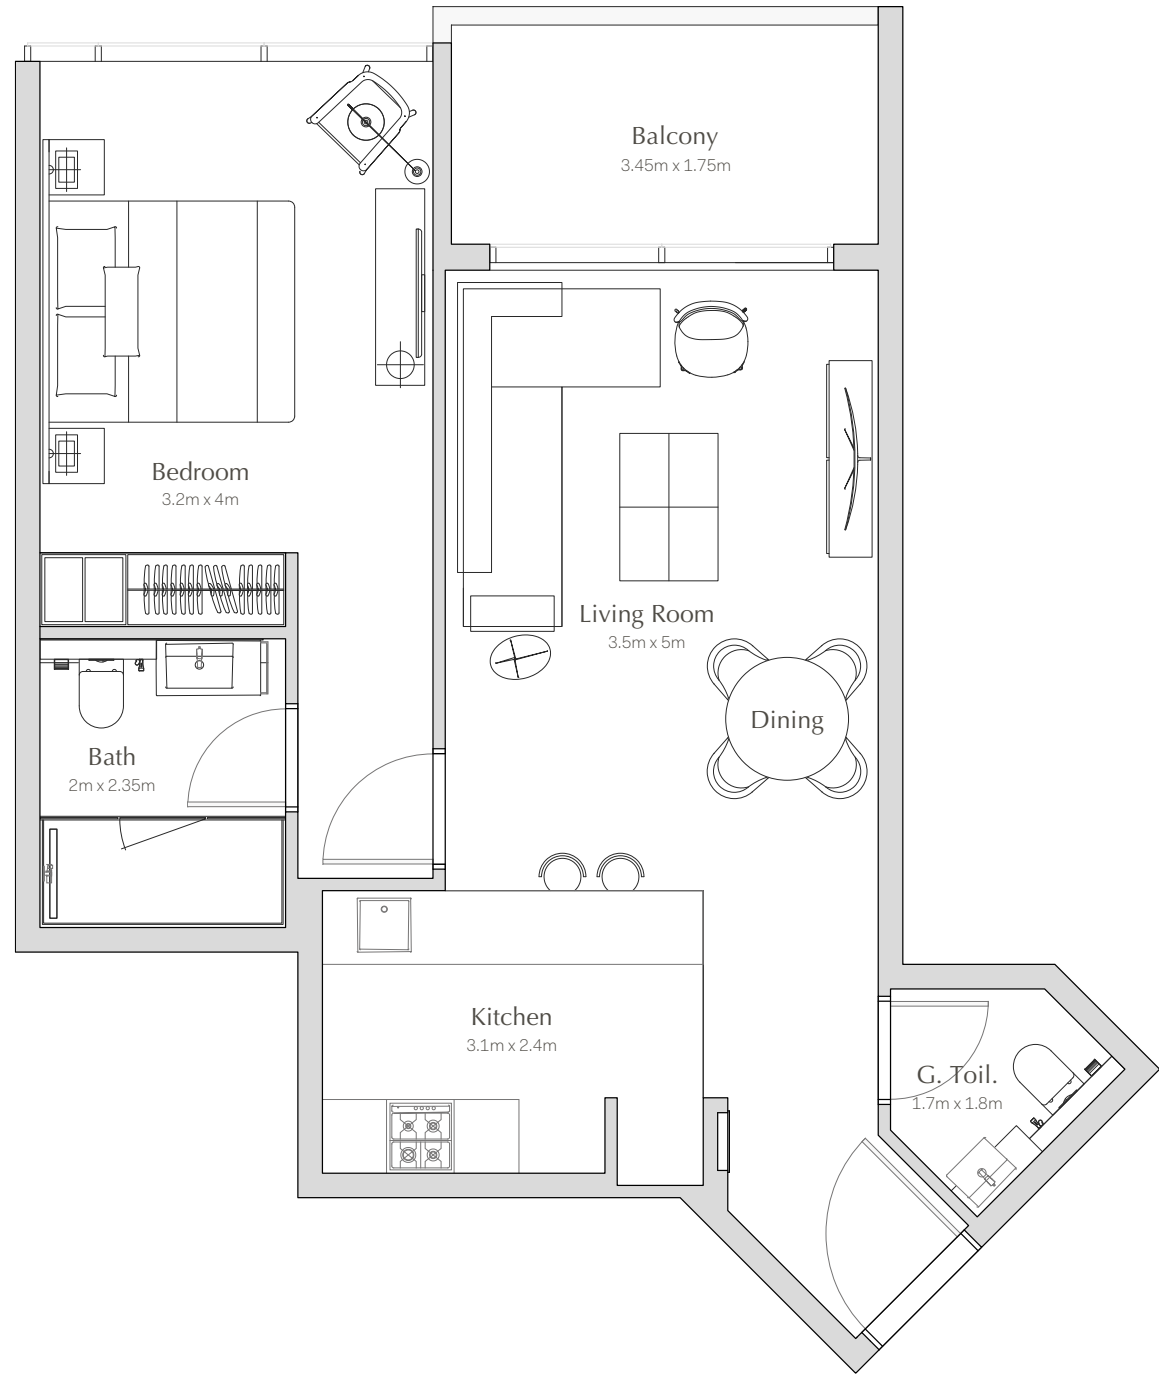 Balcony
3.45m x 1.75m
Bedroom
3.2m x 4m
Living Room
3.5m x 5m
Dining
Bath
2m x 2.35m
Kitchen
3.1m x 2.4m
G. Toil.
1.7m x 1.8m